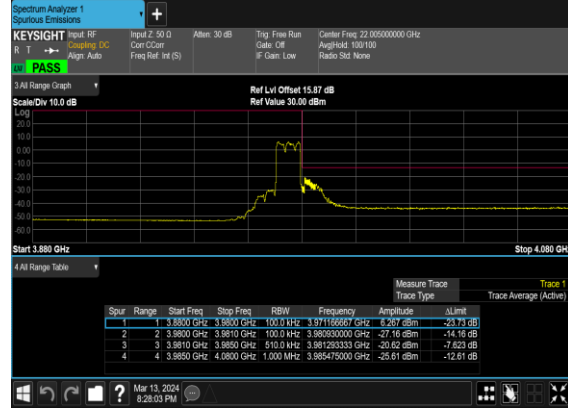 Spectrum Analyzer 1
Spurious Emissions
KEYSIGHT Input: RF Input Z: 50 Ω Atten: 30 dB Trig: Free Run Center Freq: 22.005000000 GHz
R T Coupling: DC Corr CCorr Gate: Off Avg|Hold: 100/100
Align: Auto Freq Ref: Int (S) IF Gain: Low Radio Std: None
PASS
3 All Range Graph
Ref Lvl Offset 15.87 dB
Scale/Div 10.0 dB Ref Value 30.00 dBm
Log
20.0
10.0
0.00
-10.0
-20.0
-30.0
-40.0
-50.0
-60.0
Start 3.880 GHz Stop 4.080 GH
4 All Range Table
Measure Trace Trace 1
Trace Type Trace Average (Active)
Spur Range Start Freq Stop Freq RBW Frequency Amplitude ΔLimit
1 1 3.8800 GHz 3.9800 GHz 100.0 kHz 3.971166667 GHz 6.267 dBm -23.73 dB
2 2 3.9800 GHz 3.9810 GHz 100.0 kHz 3.980930000 GHz -27.16 dBm -14.16 dB
3 3 3.9810 GHz 3.9850 GHz 510.0 kHz 3.981293333 GHz -20.62 dBm -7.623 dB
4 4 3.9850 GHz 4.0800 GHz 1.000 MHz 3.985475000 GHz -25.61 dBm -12.61 dB
? Mar 13, 2024
8:28:03 PM